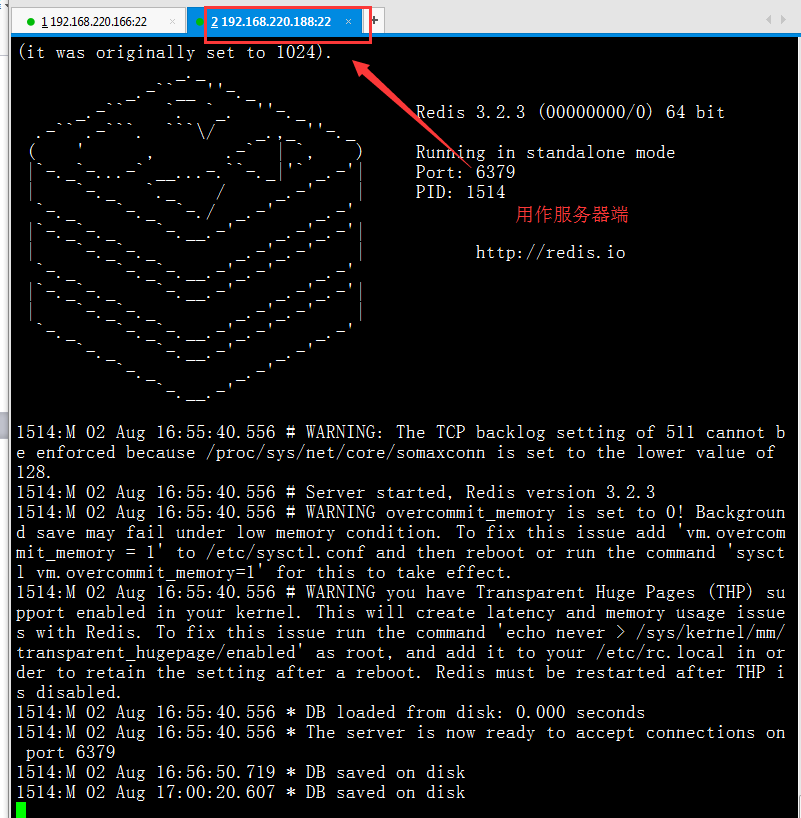 1 192.168.220.166:22 × 2 192.168.220.188:22 × +
(it was originally set to 1024).
Redis 3.2.3 (00000000/0) 64 bit
Running in standalone mode
Port: 6379
PID: 1514
用作服务器端
http://redis.io
1514:M 02 Aug 16:55:40.556 # WARNING: The TCP backlog setting of 511 cannot b
e enforced because /proc/sys/net/core/somaxconn is set to the lower value of
128.
1514:M 02 Aug 16:55:40.556 # Server started, Redis version 3.2.3
1514:M 02 Aug 16:55:40.556 # WARNING overcommit_memory is set to 0! Backgroun
d save may fail under low memory condition. To fix this issue add 'vm.overcom
mit_memory = 1' to /etc/sysctl.conf and then reboot or run the command 'sysct
l vm.overcommit_memory=1' for this to take effect.
1514:M 02 Aug 16:55:40.556 # WARNING you have Transparent Huge Pages (THP) su
pport enabled in your kernel. This will create latency and memory usage issue
s with Redis. To fix this issue run the command 'echo never > /sys/kernel/mm/
transparent_hugepage/enabled' as root, and add it to your /etc/rc.local in or
der to retain the setting after a reboot. Redis must be restarted after THP i
s disabled.
1514:M 02 Aug 16:55:40.556 * DB loaded from disk: 0.000 seconds
1514:M 02 Aug 16:55:40.556 * The server is now ready to accept connections on
port 6379
1514:M 02 Aug 16:56:50.719 * DB saved on disk
1514:M 02 Aug 17:00:20.607 * DB saved on disk